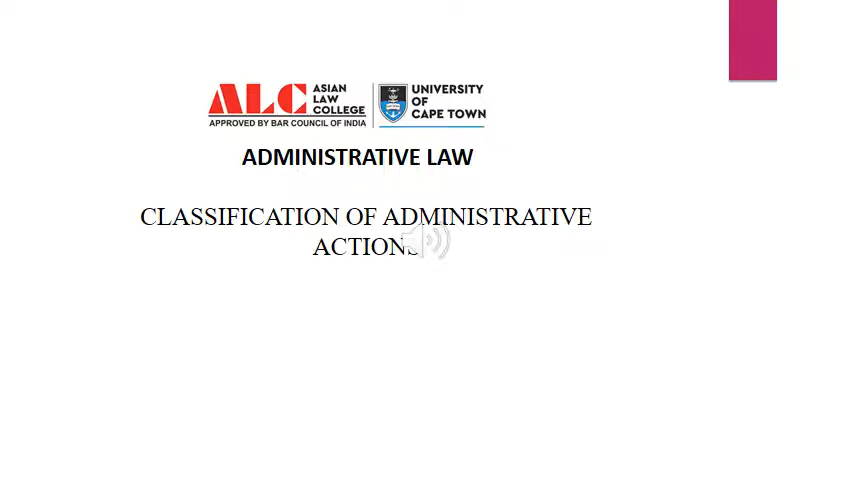 ALC ASIAN LAW COLLEGE
APPROVED BY BAR COUNCIL OF INDIA
UNIVERSITY OF CAPE TOWN
ADMINISTRATIVE LAW
CLASSIFICATION OF ADMINISTRATIVE
ACTIONS